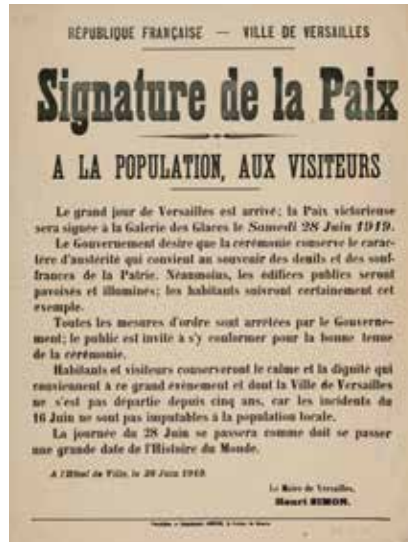 RÉPUBLIQUE FRANÇAISE — VILLE DE VERSAILLES
Signature de la Paix
A LA POPULATION, AUX VISITEURS
Le grand jour de Versailles est arrivé; la Paix victorieuse
sera signée à la Galerie des Glaces le Samedi 28 Juin 1919.
Le Gouvernement désire que la cérémonie conserve le carac-
tère d'austérité qui convient au souvenir des deuils et des souf-
frances de la Patrie. Néanmoins, les édifices publics seront
pavoisés et illuminés; les habitants suivront certainement cet
exemple.
Toutes les mesures d'ordre sont arrêtées par le Gouverne-
ment; le public est invité à s'y conformer pour la bonne tenue
de la cérémonie.
Habitants et visiteurs conserveront le calme et la dignité qui
conviennent à ce grand événement et dont la Ville de Versailles
ne s'est pas départie depuis cinq ans, car les incidents du
16 Juin ne sont pas imputables à la population locale.
La journée du 28 Juin se passera comme doit se passer
une grande date de l'Histoire du Monde.
A l'Hôtel de Ville, le 26 Juin 1919.
Le Maire de Versailles,
Henri SIMON.